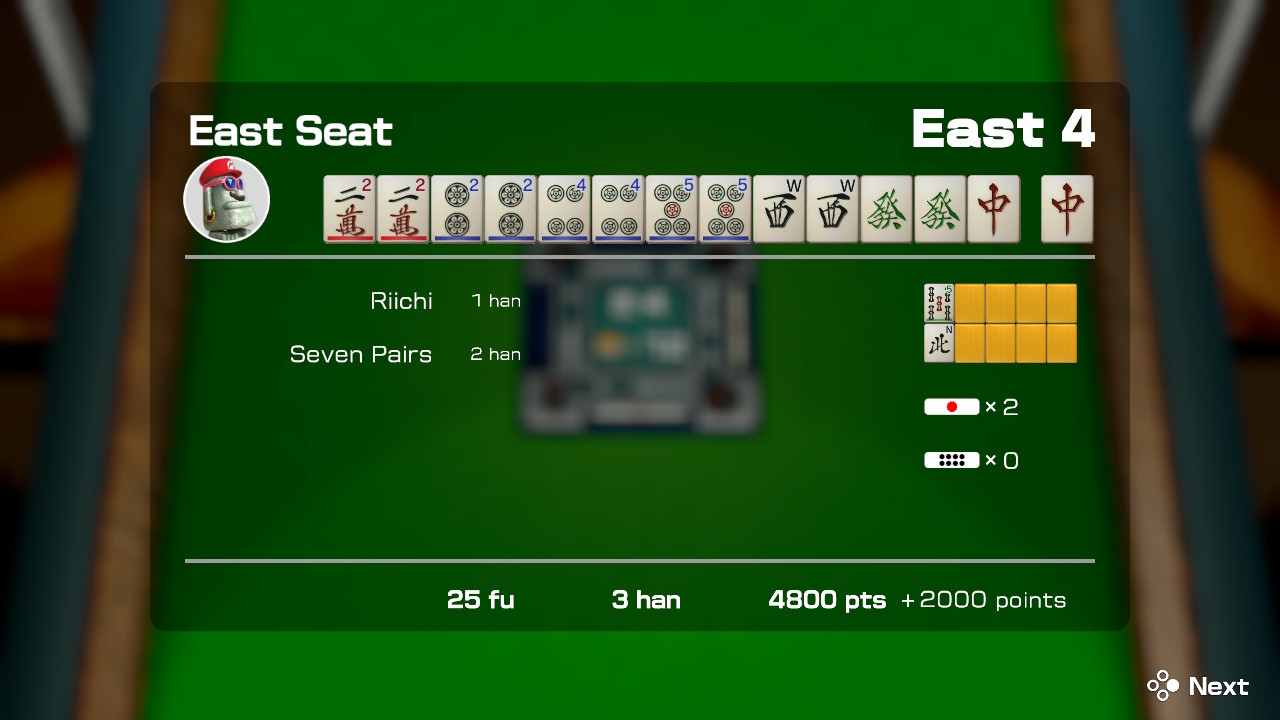 East Seat
East 4
二萬 2 二萬 2 2 2 4 4 5 5 西 W 西 W 發 發 中 中
Riichi 1 han
5
Seven Pairs 2 han
北 N
× 2
× 0
25 fu 3 han 4800 pts +2000 points
Next